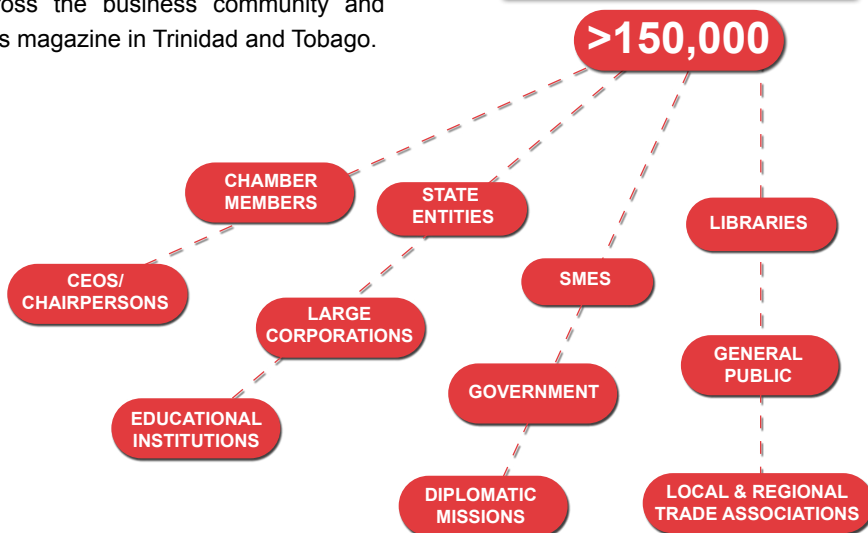 the business community and
magazine in Trinidad and Tobago.
>150,000
CHAMBER
MEMBERS
STATE
ENTITIES
LIBRARIES
CEOS/
CHAIRPERSONS
SMES
LARGE
CORPORATIONS
GENERAL
PUBLIC
GOVERNMENT
EDUCATIONAL
INSTITUTIONS
DIPLOMATIC
MISSIONS
LOCAL & REGIONAL
TRADE ASSOCIATIONS